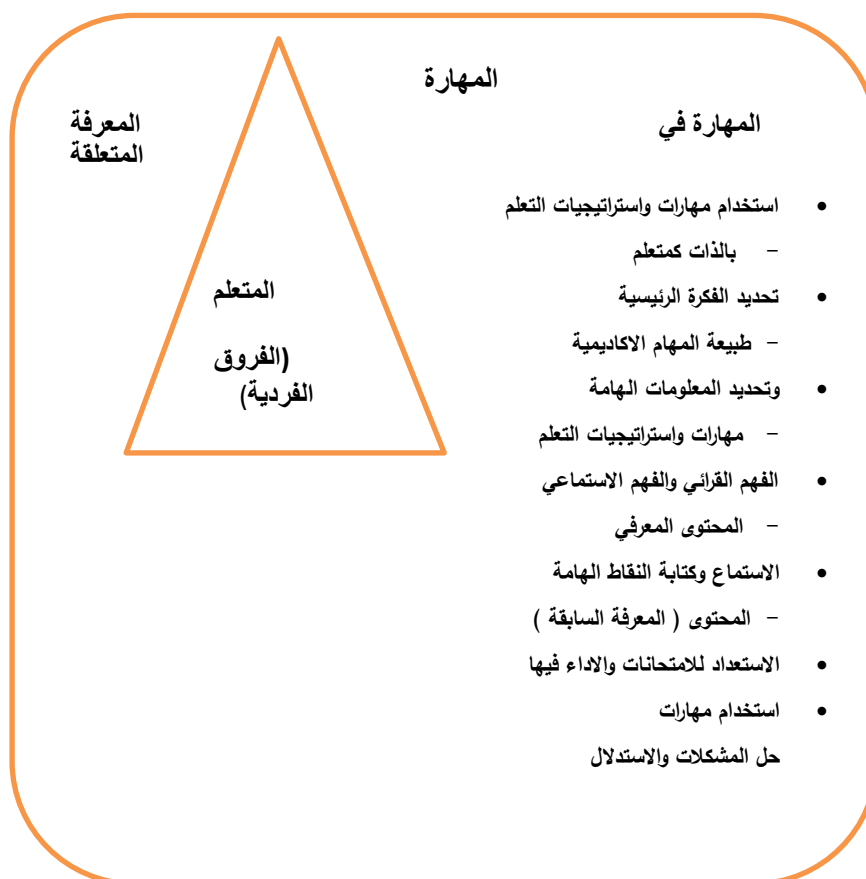 المهارة
المهارة في
المعرفة
المتعلقة
• استخدام مهارات واستراتيجيات التعلم
– بالذات كمتعلم
المتعلم
• تحديد الفكرة الرئيسية
– طبيعة المهام الاكاديمية
(الفروق
الفردية)
• وتحديد المعلومات الهامة
– مهارات واستراتيجيات التعلم
• الفهم القرائي والفهم الاستماعي
– المحتوى المعرفي
• الاستماع وكتابة النقاط الهامة
– المحتوى ( المعرفة السابقة )
• الاستعداد للامتحانات والاداء فيها
• استخدام مهارات
حل المشكلات والاستدلال